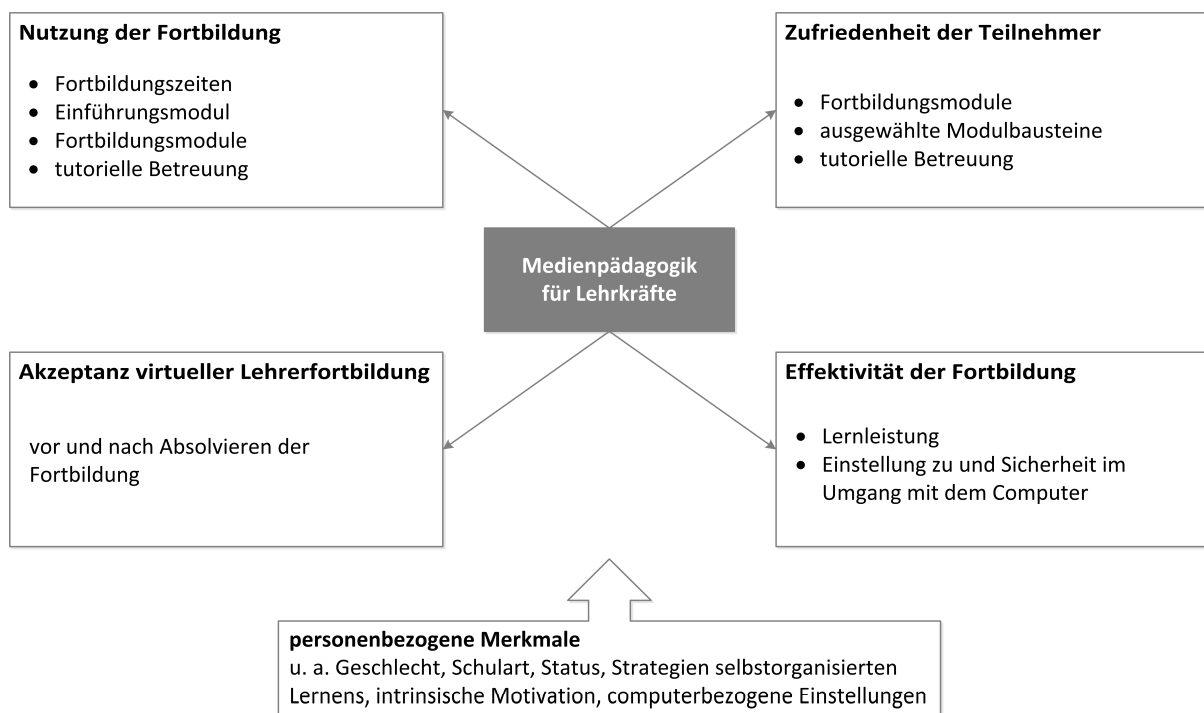 Nutzung der Fortbildung
• Fortbildungszeiten
• Einführungsmodul
• Fortbildungsmodule
• tutorielle Betreuung
Zufriedenheit der Teilnehmer
• Fortbildungsmodule
• ausgewählte Modulbausteine
• tutorielle Betreuung
Medienpädagogik
für Lehrkräfte
Akzeptanz virtueller Lehrerfortbildung
vor und nach Absolvieren der
Fortbildung
Effektivität der Fortbildung
• Lernleistung
• Einstellung zu und Sicherheit im
Umgang mit dem Computer
personenbezogene Merkmale
u. a. Geschlecht, Schulart, Status, Strategien selbstorganisierten
Lernens, intrinsische Motivation, computerbezogene Einstellungen